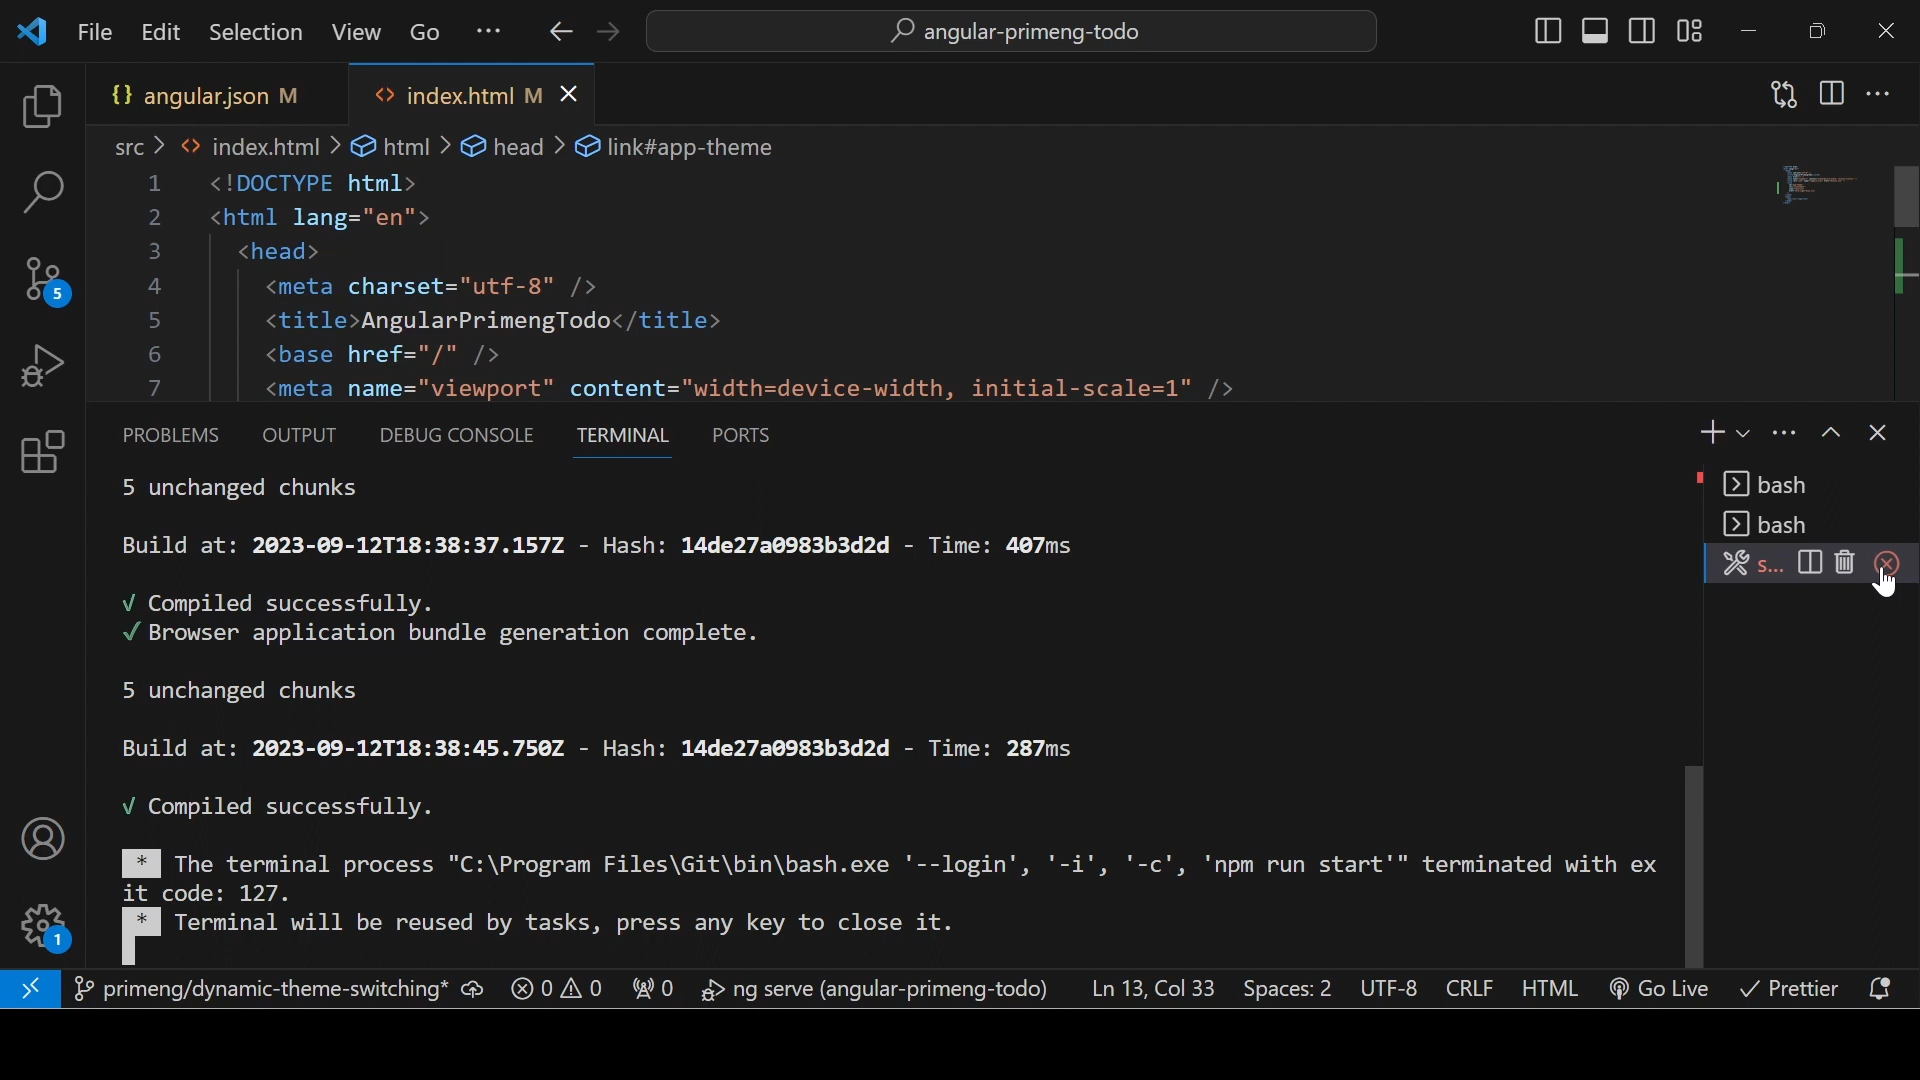 File Edit Selection View Go ··· ← → angular-primeng-todo
{} angular.json M <> index.html M
src > <> index.html > html > head > link#app-theme
1 <!DOCTYPE html>
2 <html lang="en">
3 <head>
4 <meta charset="utf-8" />
5 <title>AngularPrimengTodo</title>
6 <base href="/" />
7 <meta name="viewport" content="width=device-width, initial-scale=1" />
5
PROBLEMS OUTPUT DEBUG CONSOLE TERMINAL PORTS
5 unchanged chunks
Build at: 2023-09-12T18:38:37.157Z - Hash: 14de27a0983b3d2d - Time: 407ms
√ Compiled successfully.
✓ Browser application bundle generation complete.
5 unchanged chunks
Build at: 2023-09-12T18:38:45.750Z - Hash: 14de27a0983b3d2d - Time: 287ms
√ Compiled successfully.
* The terminal process "C:\Program Files\Git\bin\bash.exe '--login', '-i', '-c', 'npm run start'" terminated with ex
it code: 127.
* Terminal will be reused by tasks, press any key to close it.
bash
bash
s...
1
primeng/dynamic-theme-switching* 0 0 0 ng serve (angular-primeng-todo) Ln 13, Col 33 Spaces: 2 UTF-8 CRLF HTML Go Live ✓ Prettier